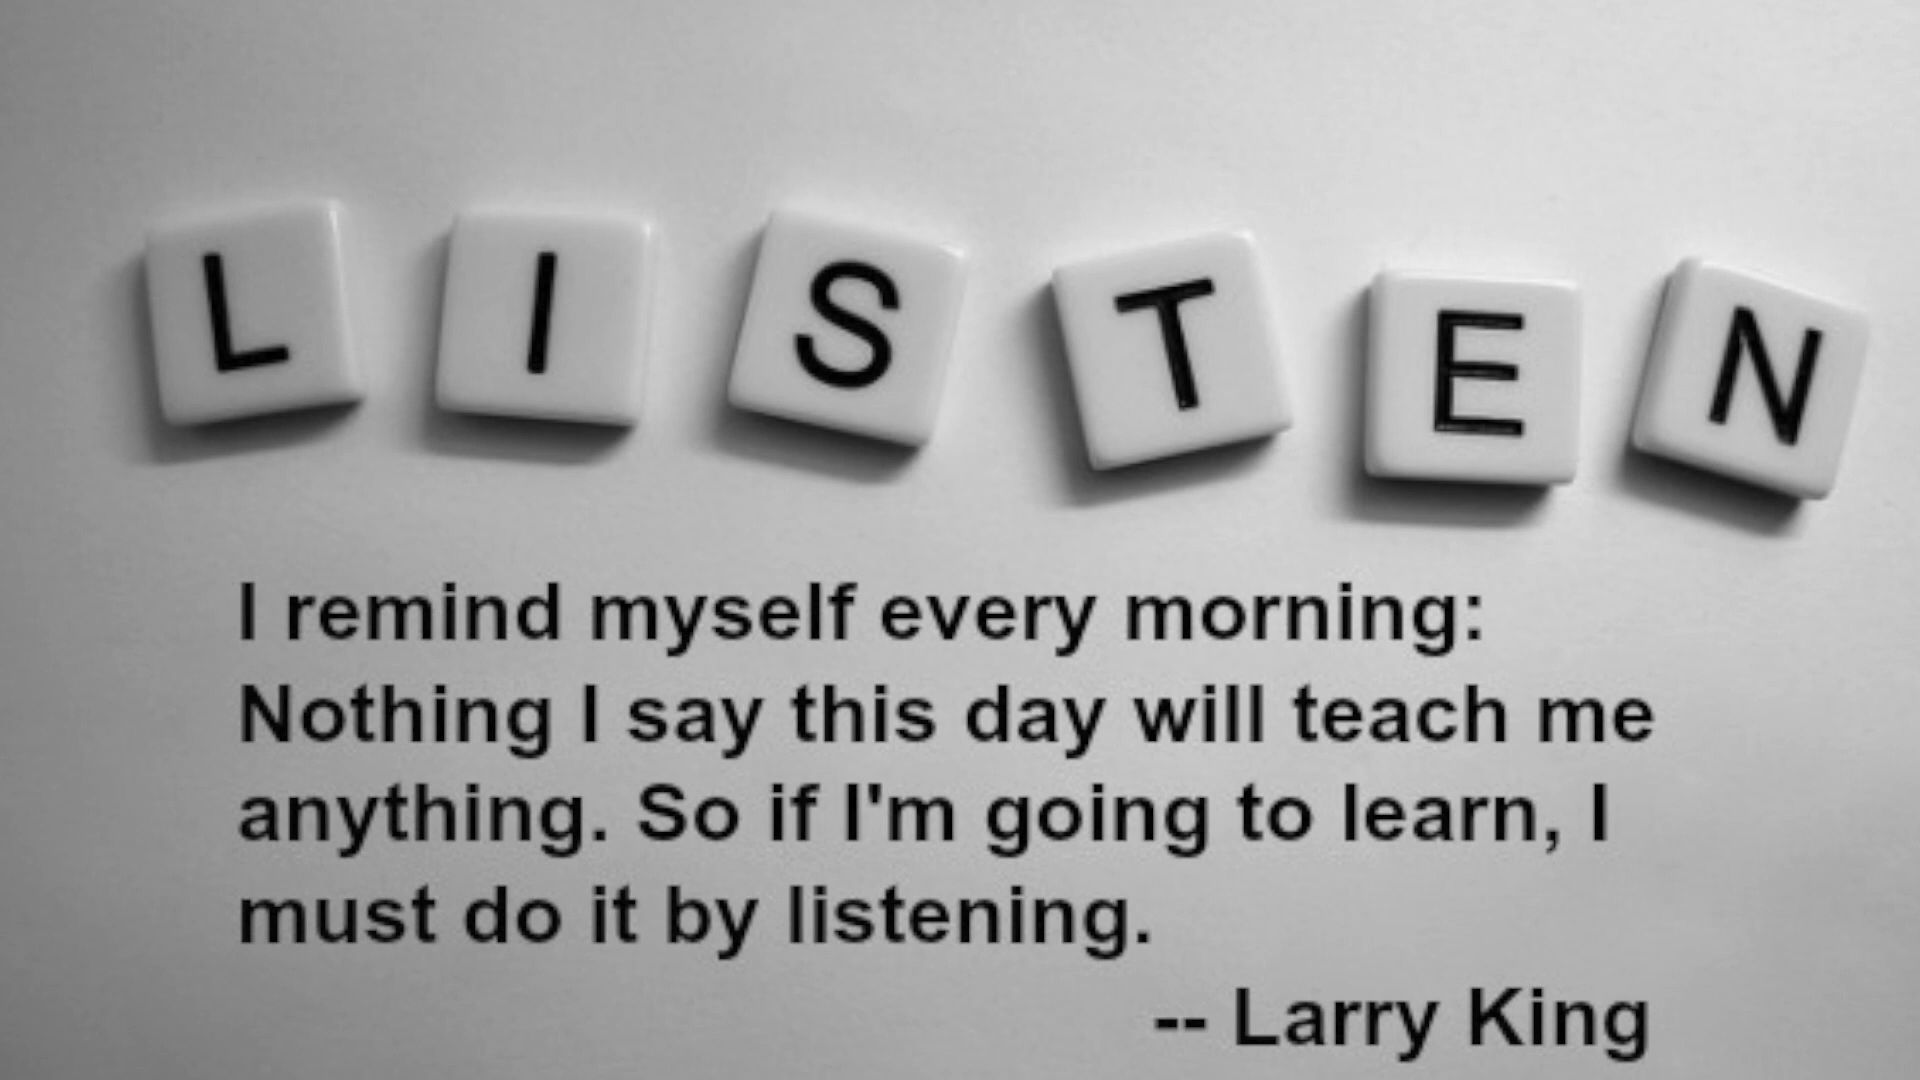 LISTEN
I remind myself every morning:
Nothing I say this day will teach me
anything. So if I'm going to learn, I
must do it by listening.
-- Larry King